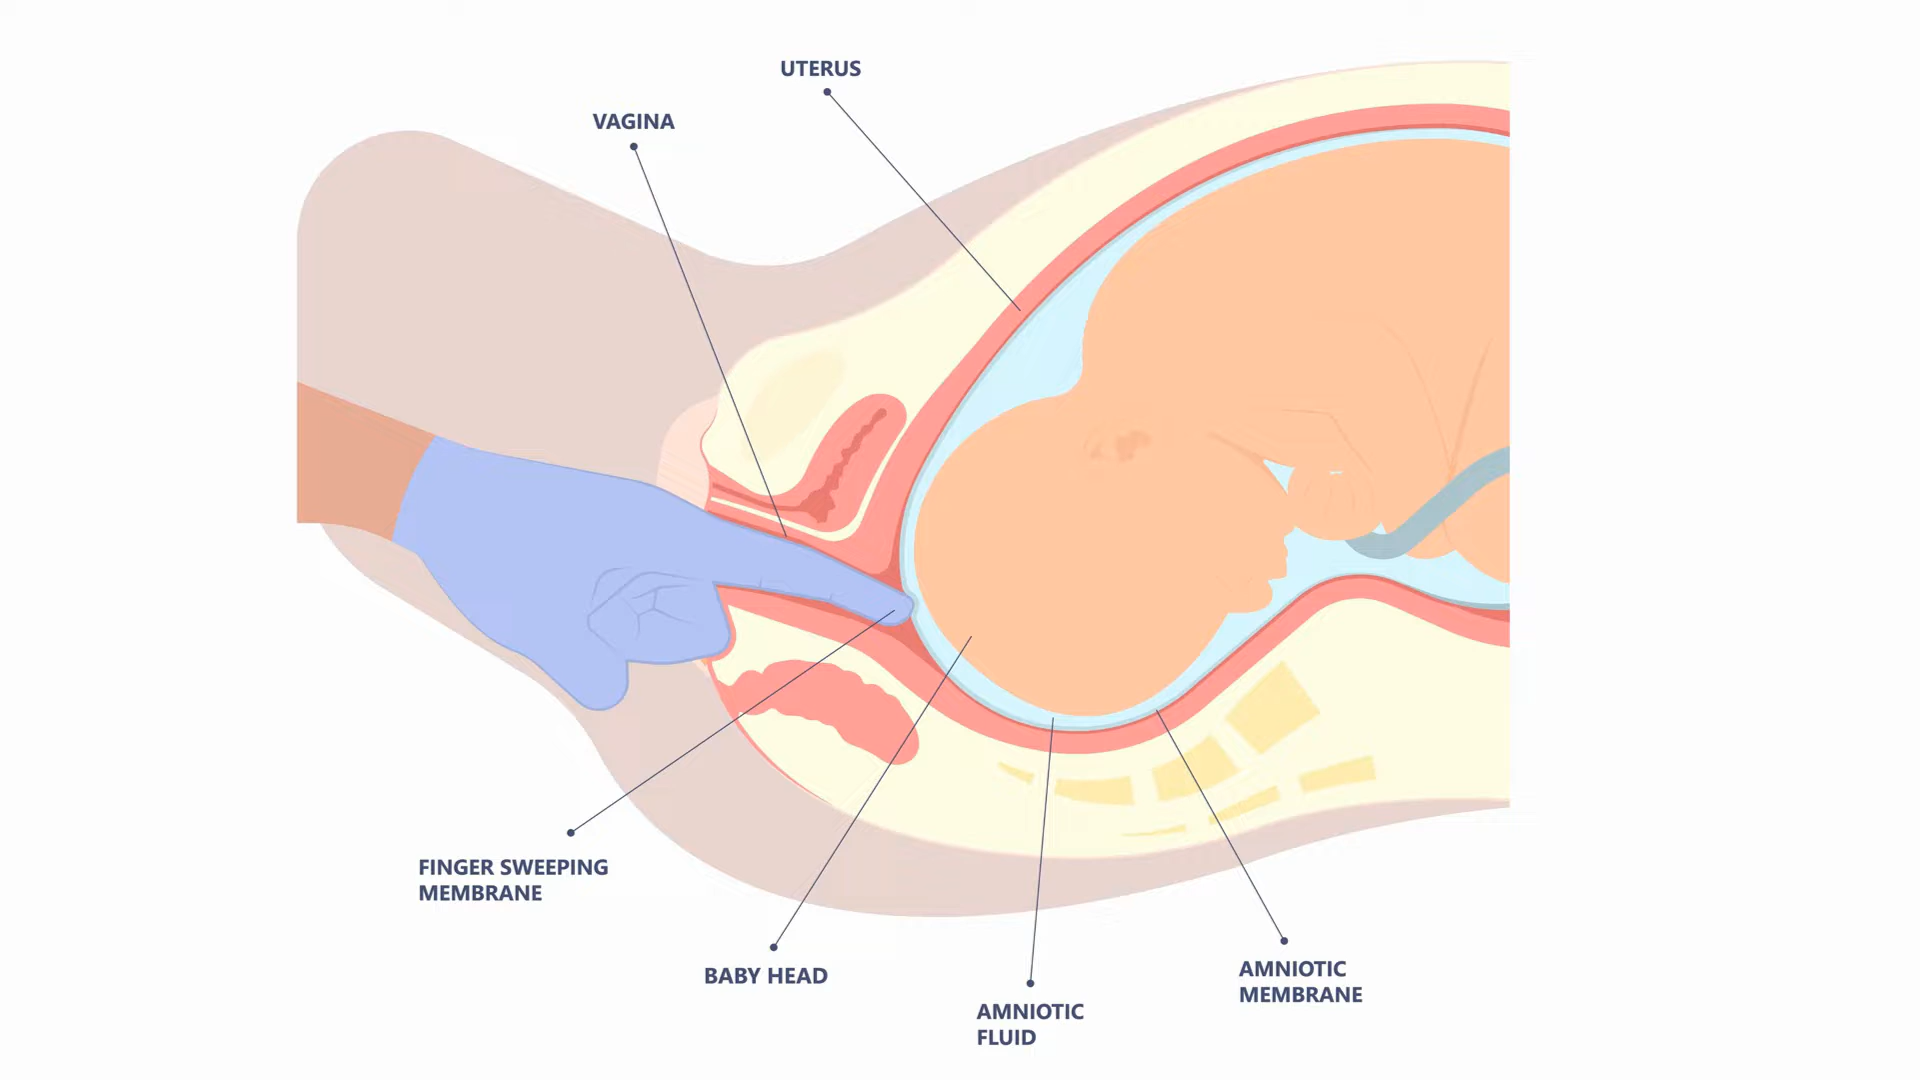 UTERUS
VAGINA
FINGER SWEEPING
MEMBRANE
BABY HEAD
AMNIOTIC
FLUID
AMNIOTIC
MEMBRANE